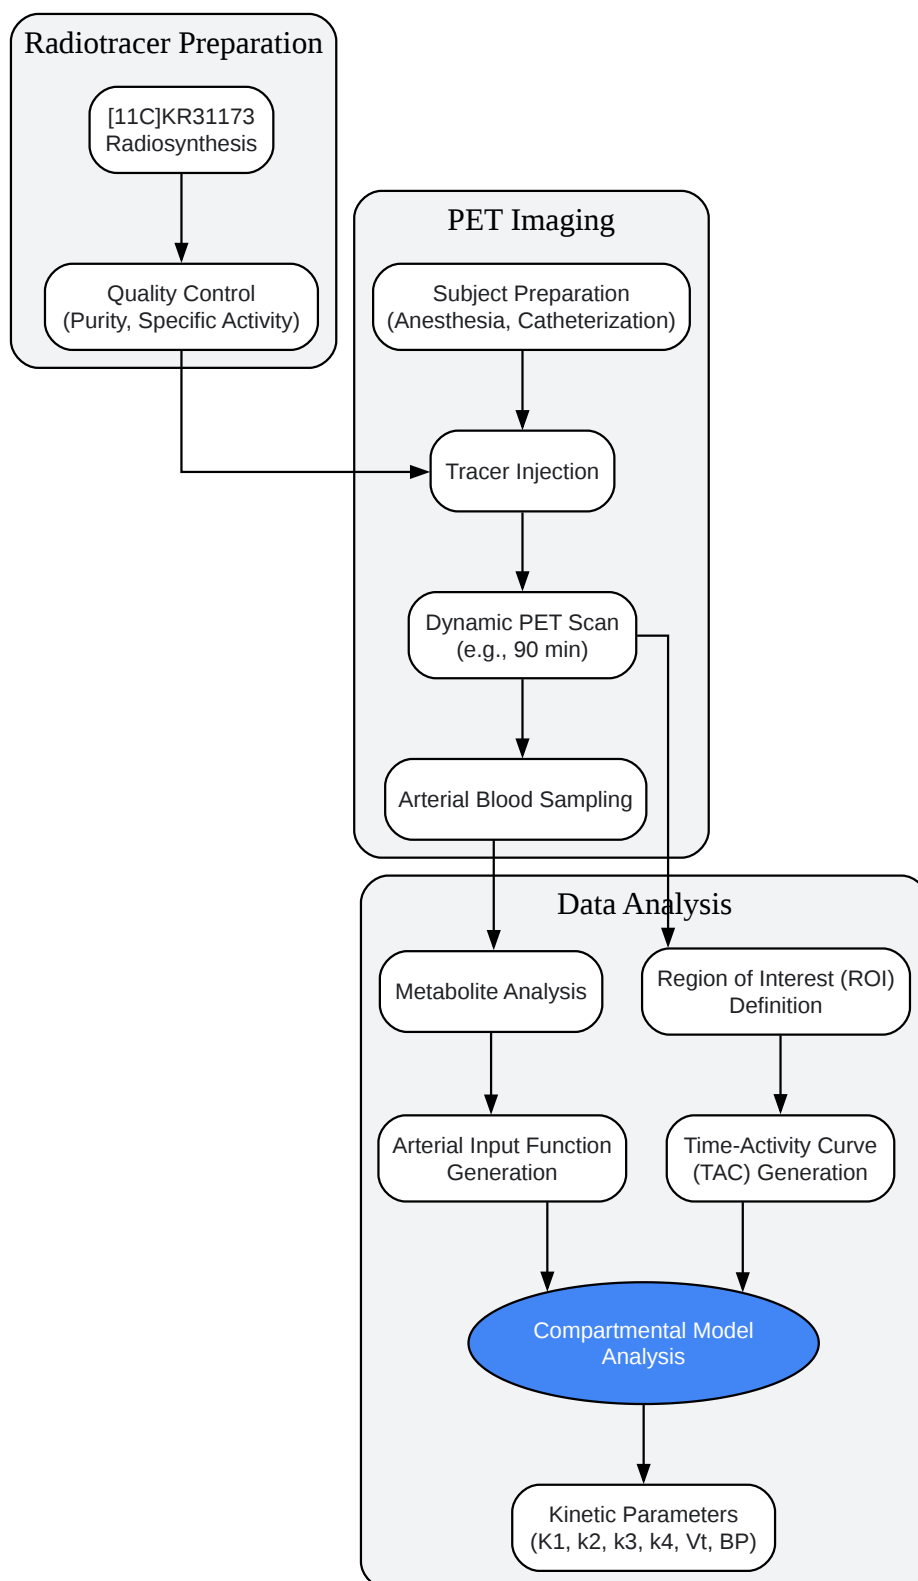 Radiotracer Preparation
[11C]KR31173
Radiosynthesis
Quality Control
(Purity, Specific Activity)
PET Imaging
Subject Preparation
(Anesthesia, Catheterization)
Tracer Injection
Dynamic PET Scan
(e.g., 90 min)
Arterial Blood Sampling
Data Analysis
Metabolite Analysis
Region of Interest (ROI)
Definition
Arterial Input Function
Generation
Time-Activity Curve
(TAC) Generation
Compartmental Model
Analysis
Kinetic Parameters
(K1, k2, k3, k4, Vt, BP)